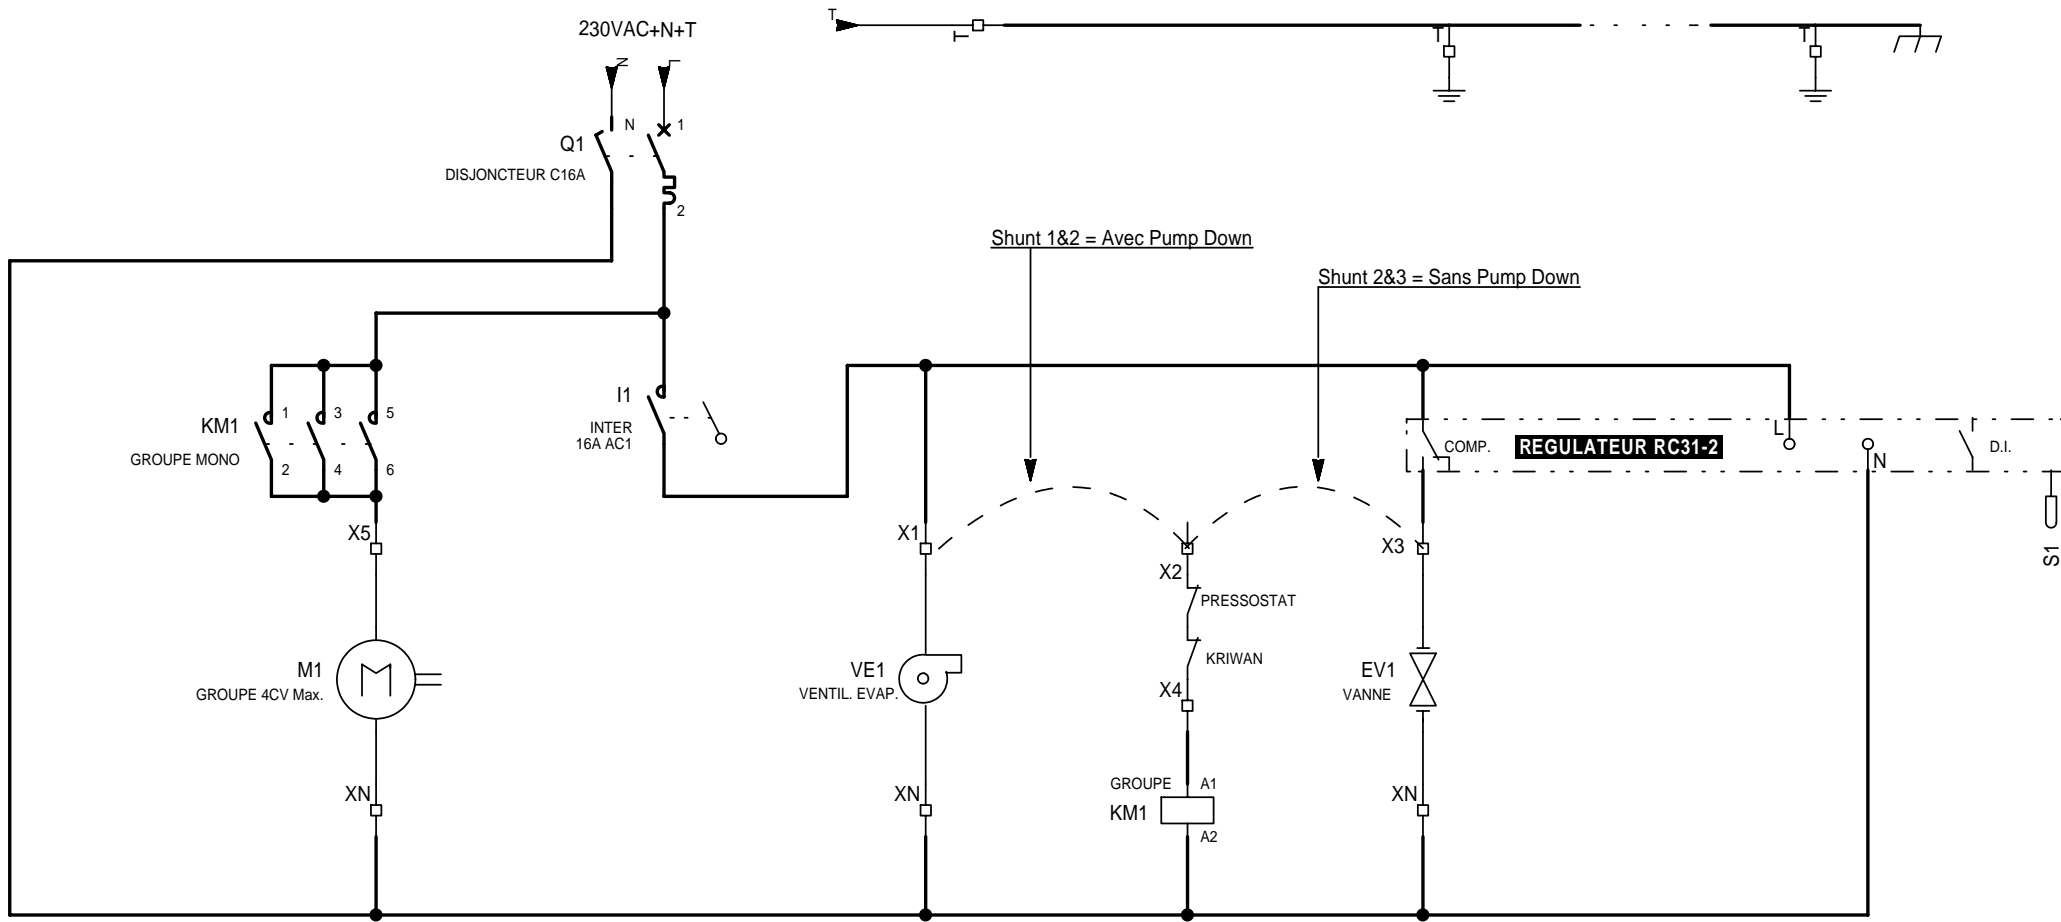 T
230VAC+N+T
T
T
T
N
L
Q1
N
1
DISJONCTEUR C16A
2
Shunt 1&2 = Avec Pump Down
Shunt 2&3 = Sans Pump Down
KM1
GROUPE MONO
1
3
5
2
4
6
I1
INTER
16A AC1
COMP.
REGULATEUR RC31-2
L
N
D.I.
X5
X1
X2
X3
S1
PRESSOSTAT
KRIWAN
M1
GROUPE 4CV Max.
M
VE1
VENTIL. EVAP.
X4
EV1
VANNE
XN
XN
GROUPE
A1
KM1
A2
XN